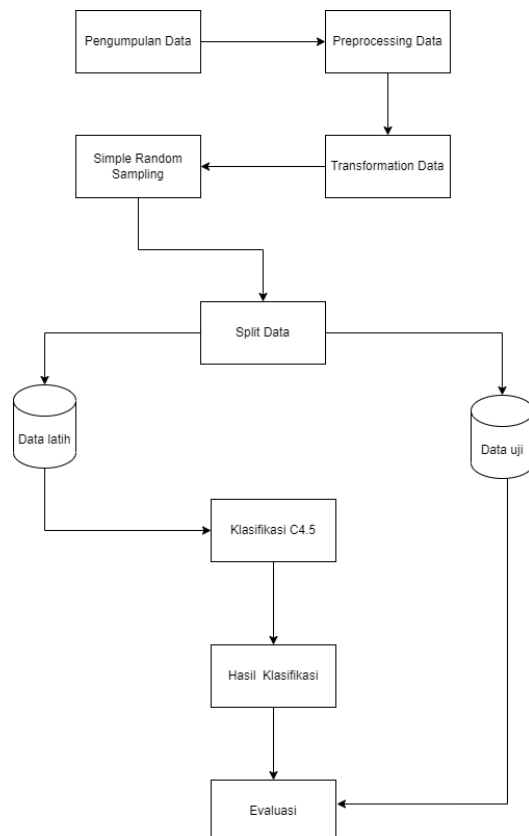 Pengumpulan Data
Preprocessing Data
Simple Random
Sampling
Transformation Data
Split Data
Data latih
Data uji
Klasifikasi C4.5
Hasil Klasifikasi
Evaluasi